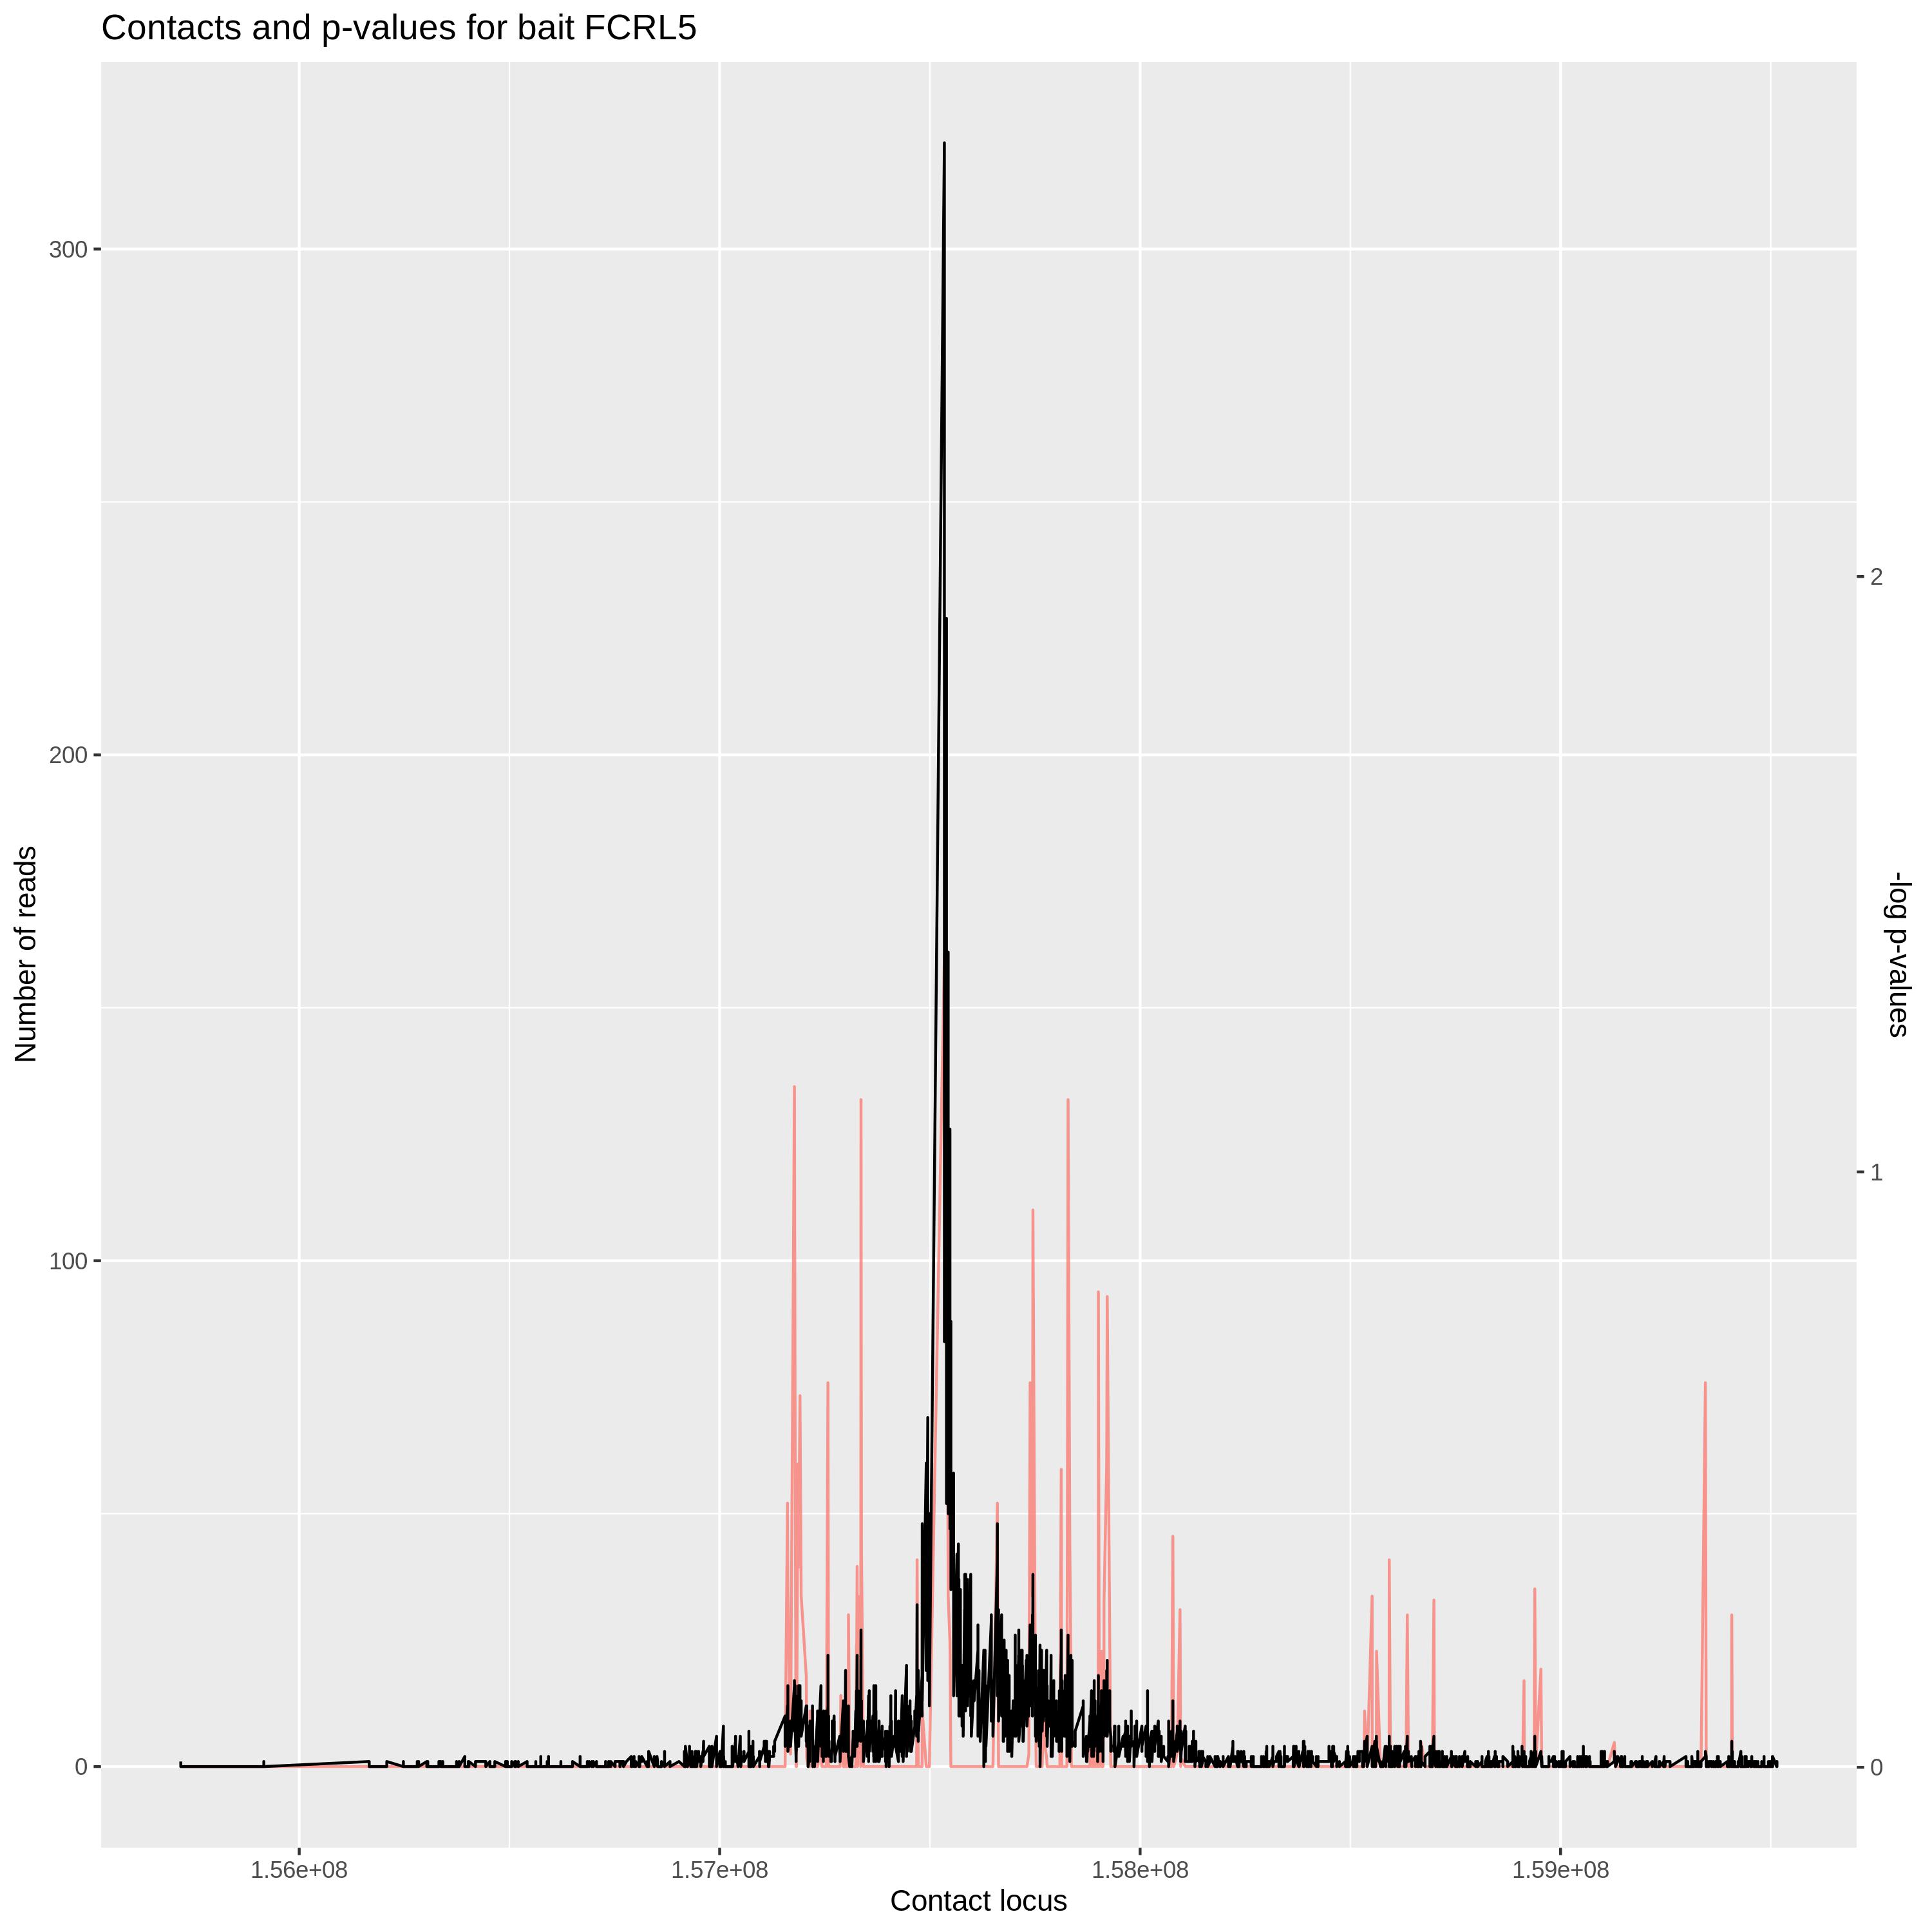 Contacts and p-values for bait FCRL5
300
200
100
0
2
1
0
Number of reads
-log p-values
1.56e+08
1.57e+08
1.58e+08
1.59e+08
Contact locus